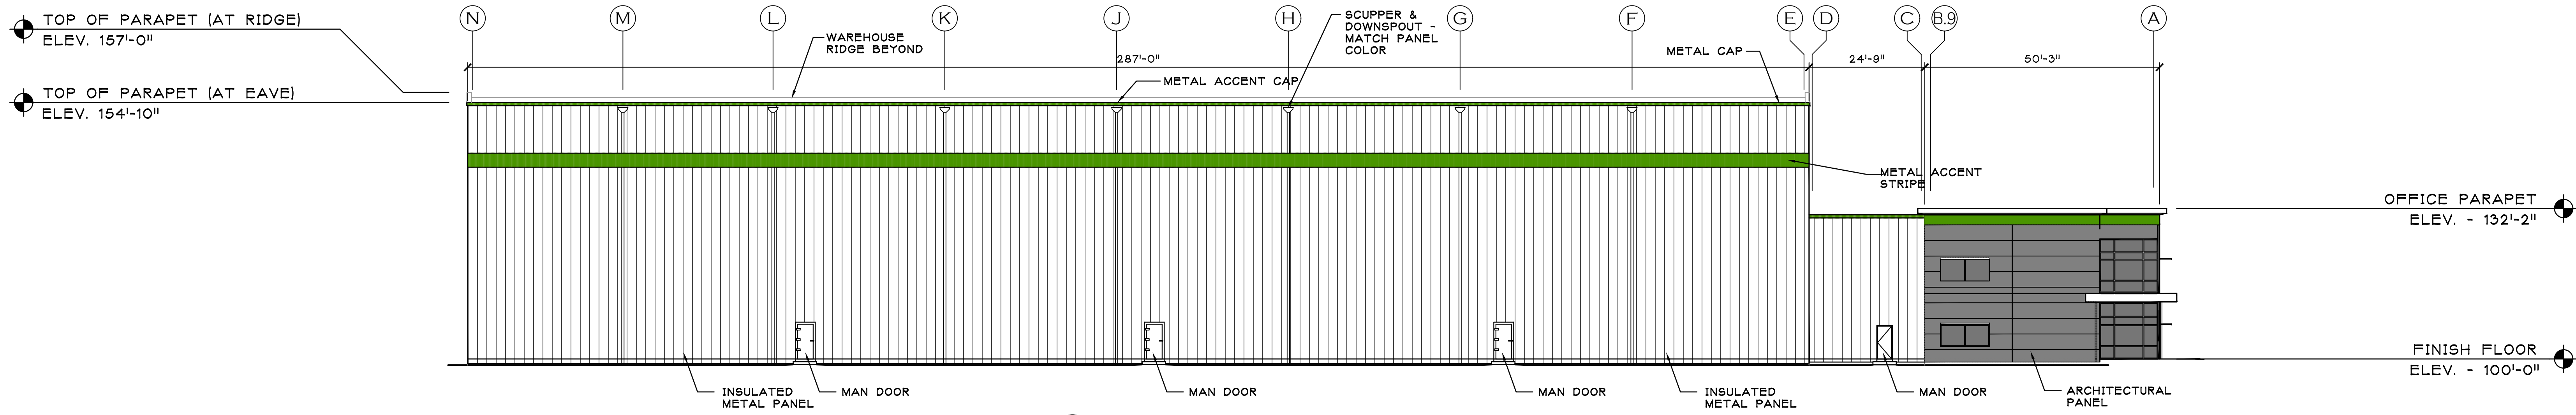 N
M
L
K
J
H
G
F
E
D
C
B.9
A
TOP OF PARAPET (AT RIDGE)
ELEV. 157'-0"
TOP OF PARAPET (AT EAVE)
ELEV. 154'-10"
WAREHOUSE
RIDGE BEYOND
SCUPPER &
DOWNSPOUT -
MATCH PANEL
COLOR
METAL CAP
287'-0"
24'-9"
50'-3"
METAL ACCENT CAP
METAL ACCENT
STRIPE
OFFICE PARAPET
ELEV. - 132'-2"
FINISH FLOOR
ELEV. - 100'-0"
INSULATED
METAL PANEL
MAN DOOR
MAN DOOR
MAN DOOR
INSULATED
METAL PANEL
MAN DOOR
ARCHITECTURAL
PANEL